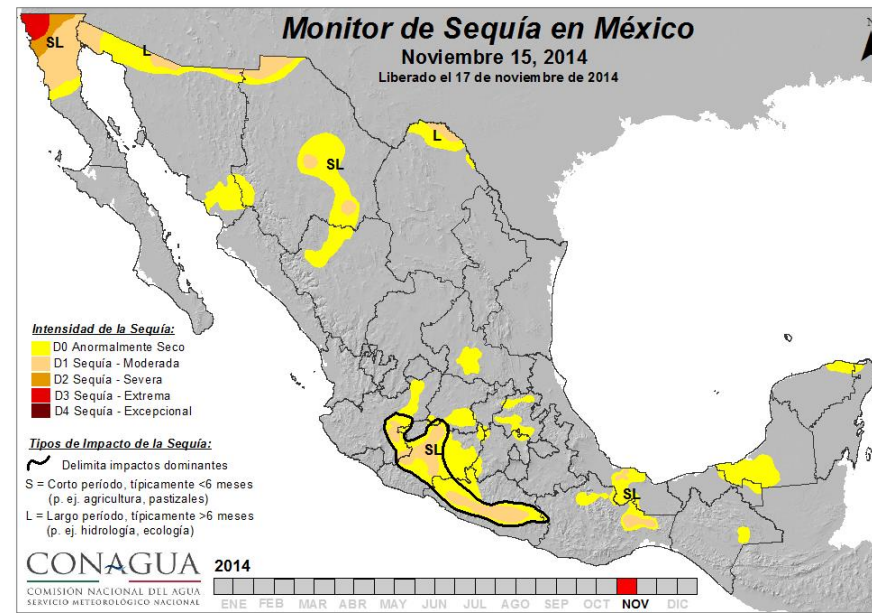 Monitor de Sequía en México
Noviembre 15, 2014
Liberado el 17 de noviembre de 2014
SL
L
L
SL
SL
SL
Intensidad de la Sequía:
D0 Anormalmente Seco
D1 Sequía - Moderada
D2 Sequía - Severa
D3 Sequía - Extrema
D4 Sequía - Excepcional
Tipos de Impacto de la Sequía:
Delimita impactos dominantes
S = Corto período, típicamente <6 meses
(p. ej. agricultura, pastizales)
L = Largo período, típicamente >6 meses
(p. ej. hidrología, ecología)
CONAGUA
COMISIÓN NACIONAL DEL AGUA
SERVICIO METEOROLÓGICO NACIONAL
2014
ENE FEB MAR ABR MAY JUN JUL AGO SEP OCT NOV DIC